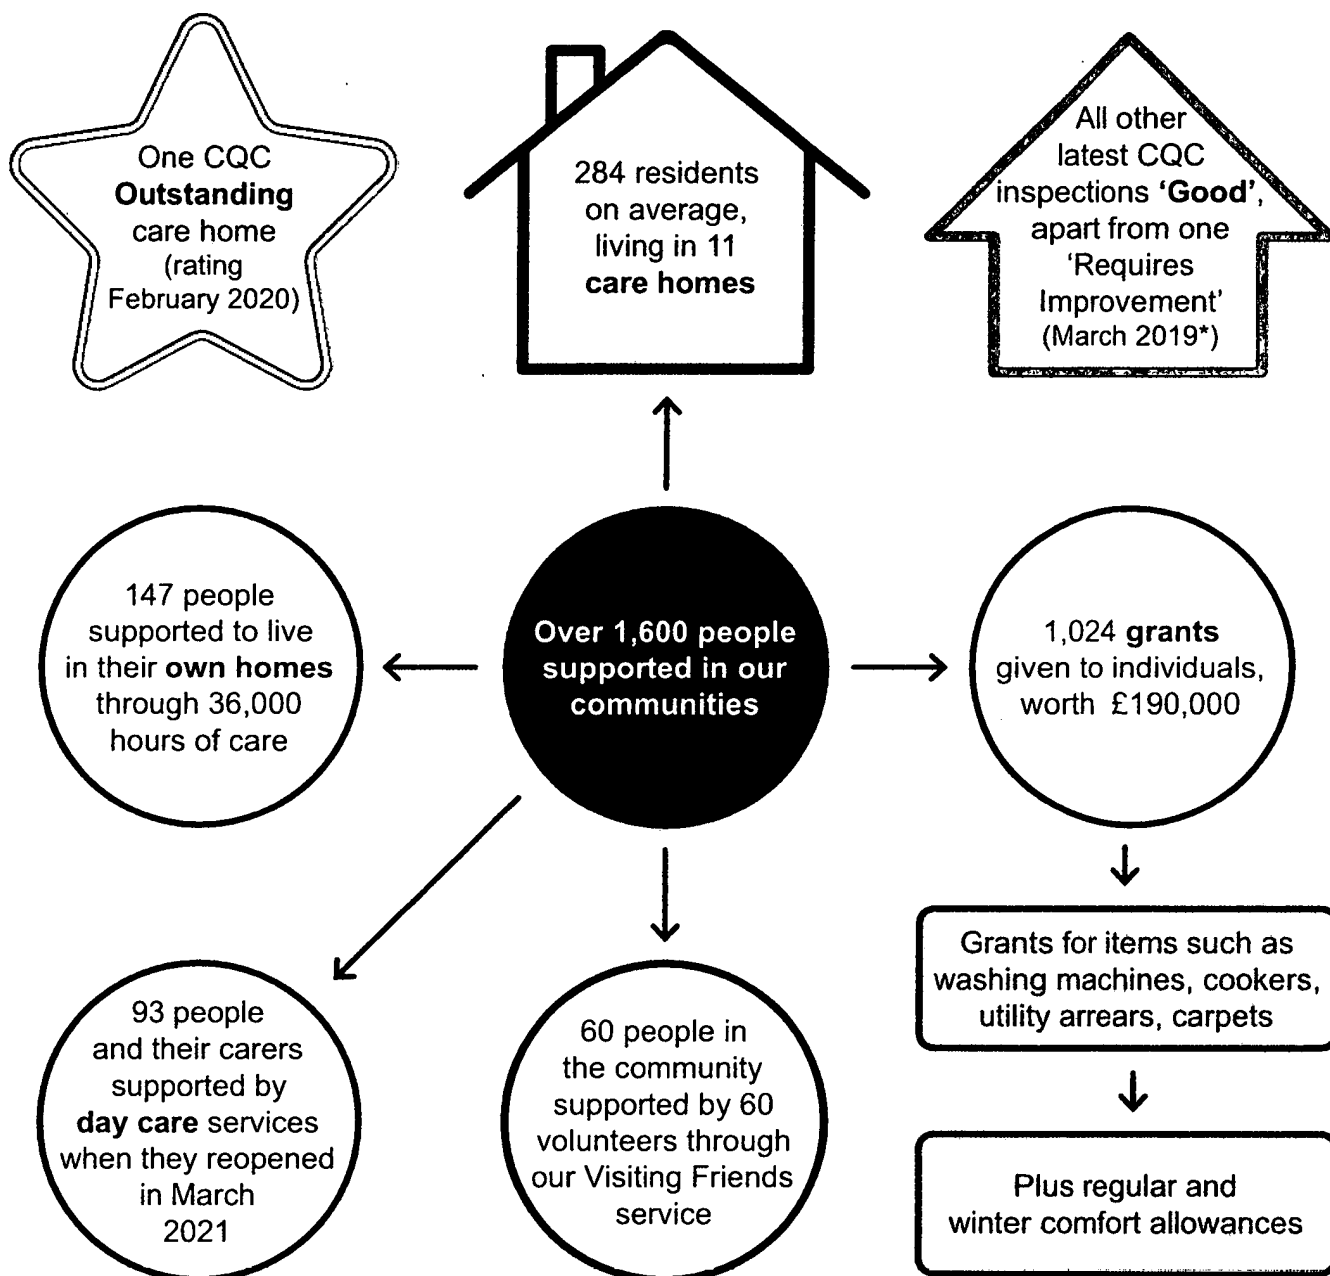 One CQC
Outstanding
care home
(rating
February 2020)
284 residents
on average,
living in 11
care homes
All other
latest CQC
inspections ‘Good’,
apart from one
‘Requires
Improvement’
(March 2019*)
147 people
supported to live
in their own homes
through 36,000
hours of care
Over 1,600 people
supported in our
communities
1,024 grants
given to individuals,
worth £190,000
93 people
and their carers
supported by
day care services
when they reopened
in March
2021
60 people in
the community
supported by 60
volunteers through
our Visiting Friends
service
Grants for items such as
washing machines, cookers,
utility arrears, carpets
Plus regular and
winter comfort allowances